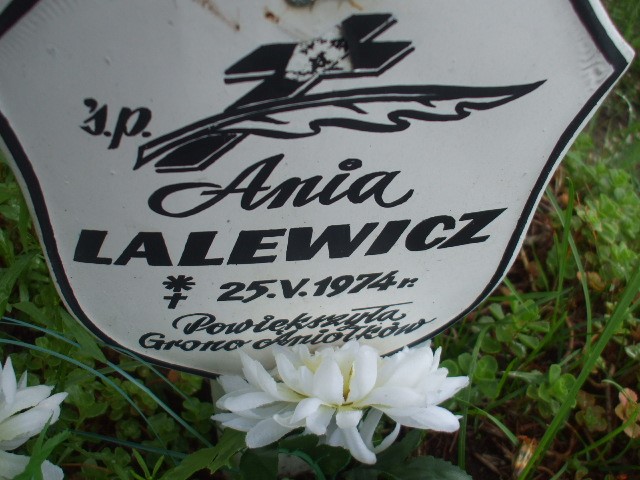 ś.p.
Ania
LALEWICZ
* + 25.V.1974 r.
Powiększyła
Grono Aniołków